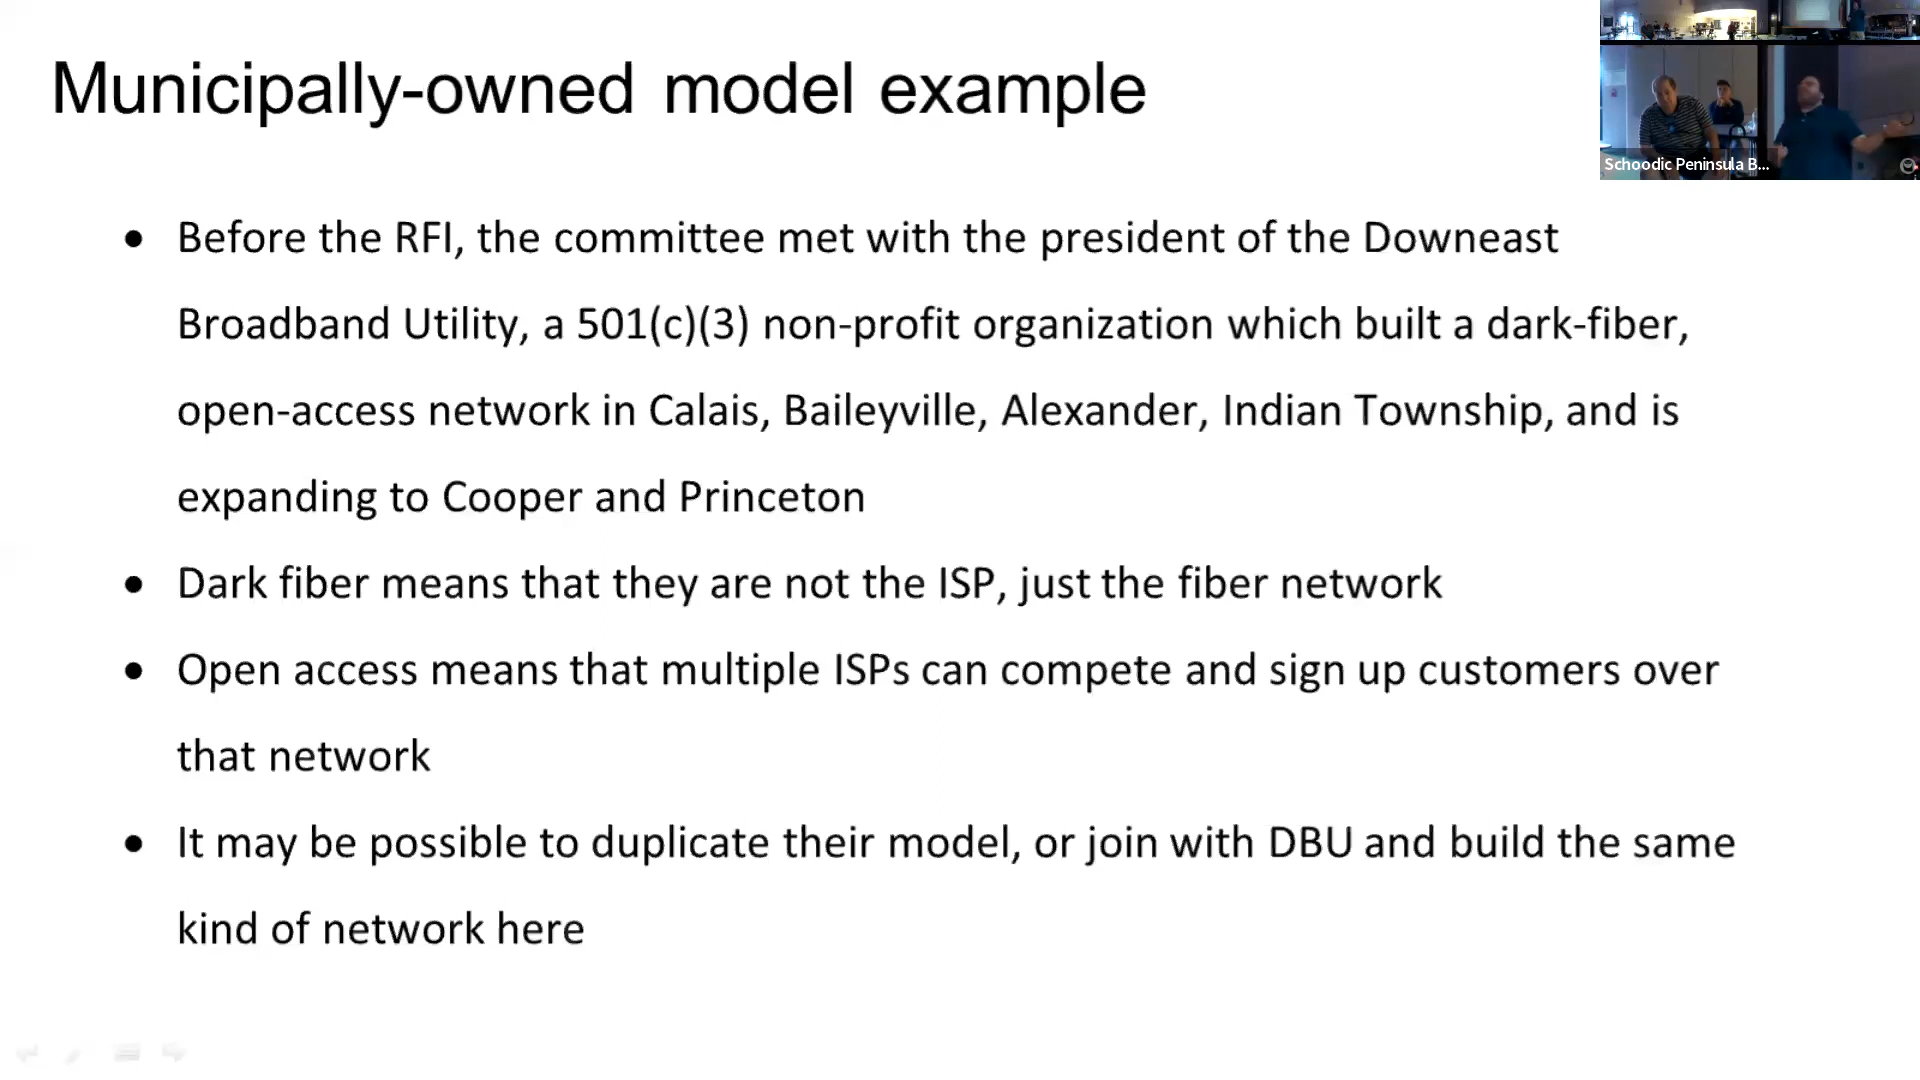 Municipally-owned model example
Schoodic Peninsula B...
● Before the RFI, the committee met with the president of the Downeast
Broadband Utility, a 501(c)(3) non-profit organization which built a dark-fiber,
open-access network in Calais, Baileyville, Alexander, Indian Township, and is
expanding to Cooper and Princeton
● Dark fiber means that they are not the ISP, just the fiber network
● Open access means that multiple ISPs can compete and sign up customers over
that network
● It may be possible to duplicate their model, or join with DBU and build the same
kind of network here